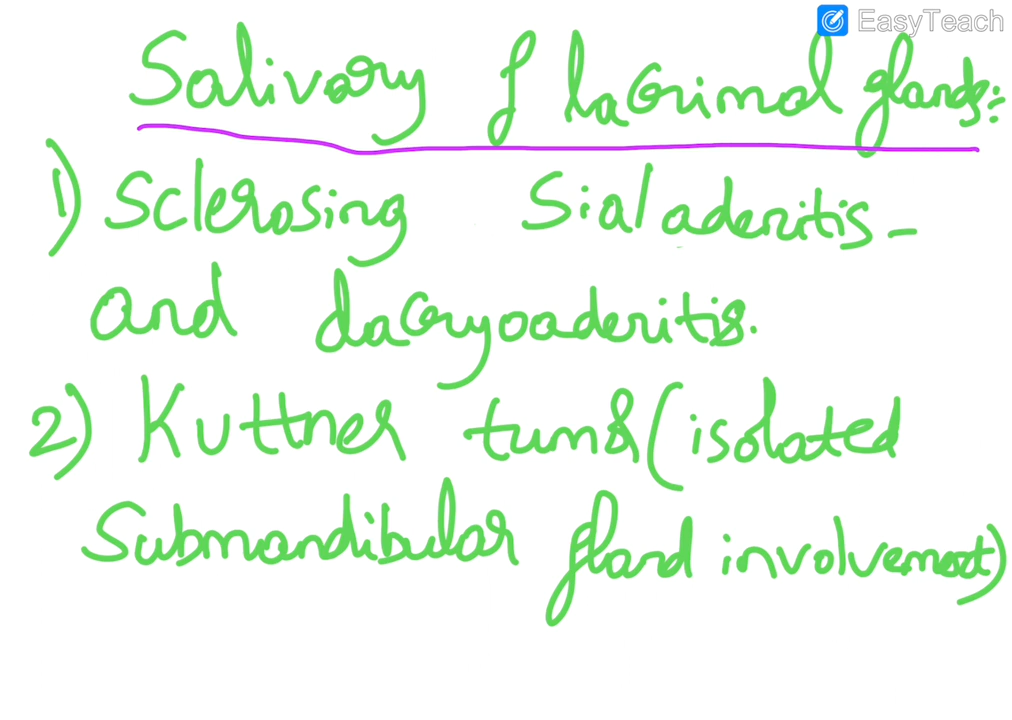 EasyTeach
Salivary & lacrimal glands:
1) Sclerosing Sialadenitis -
and dacryoadenitis.
2) Kuttner tumor (isolated
Submandibular gland involvement)